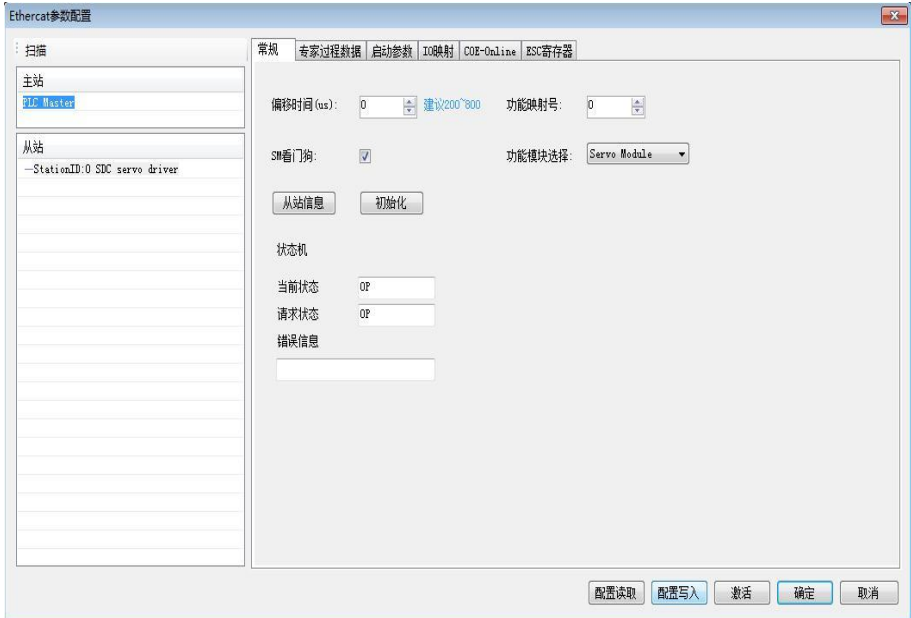 Ethercat参数配置
扫描
主站
PLC Master
从站
StationID:0 SDC servo driver
常规 专家过程数据 启动参数 IO映射 COE-Online ESC寄存器
偏移时间(us): 0 建议200~800 功能映射号: 0
SM看门狗: 功能模块选择: Servo Module
从站信息 初始化
状态机
当前状态 OP
请求状态 OP
错误信息
配置读取 配置写入 激活 确定 取消